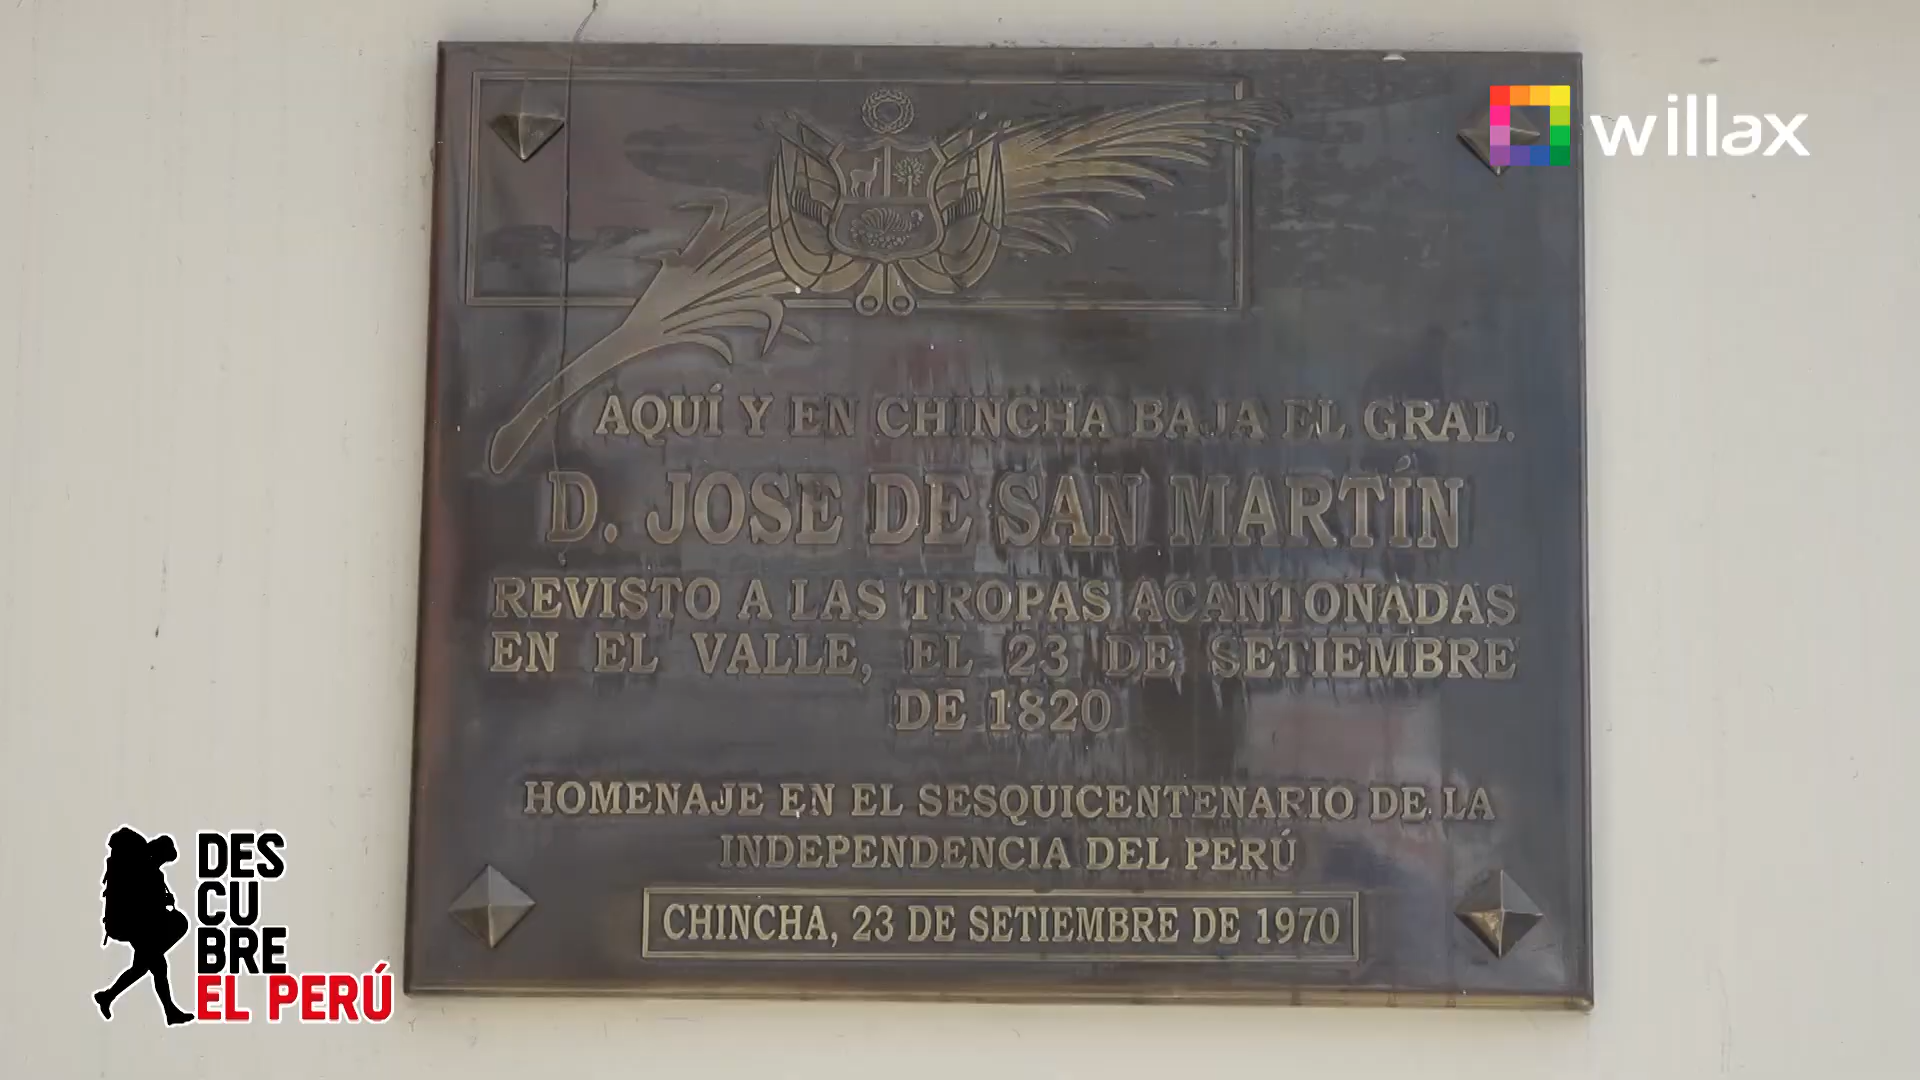 willax
AQUÍ Y EN CHINCHA BAJA EL GRAL.
D. JOSE DE SAN MARTÍN
REVISTO A LAS TROPAS ACANTONADAS
EN EL VALLE, EL 23 DE SETIEMBRE
DE 1820
HOMENAJE EN EL SESQUICENTENARIO DE LA
INDEPENDENCIA DEL PERÚ
CHINCHA, 23 DE SETIEMBRE DE 1970
DES
CU
BRE
EL PERÚ